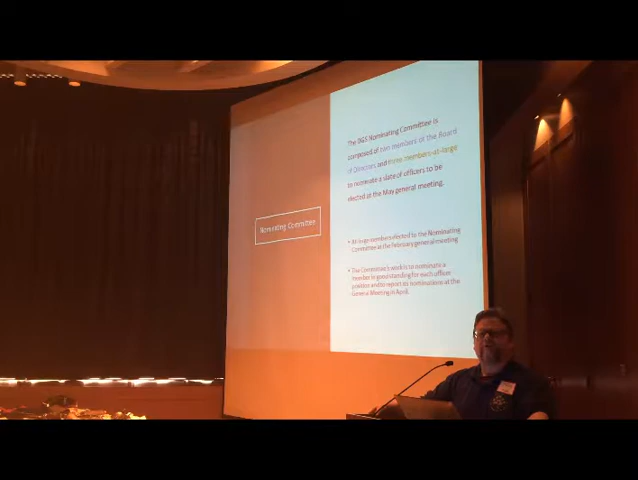 Nominating Committee
The DGS Nominating Committee is
composed of two members of the Board
of Directors and three members-at-large
to nominate a slate of officers to be
elected at the May general meeting.
• At-large members elected to the Nominating
Committee at the February general meeting
• The Committee's work is to nominate a
member in good standing for each officer
position and to report its nominations at the
General Meeting in April.